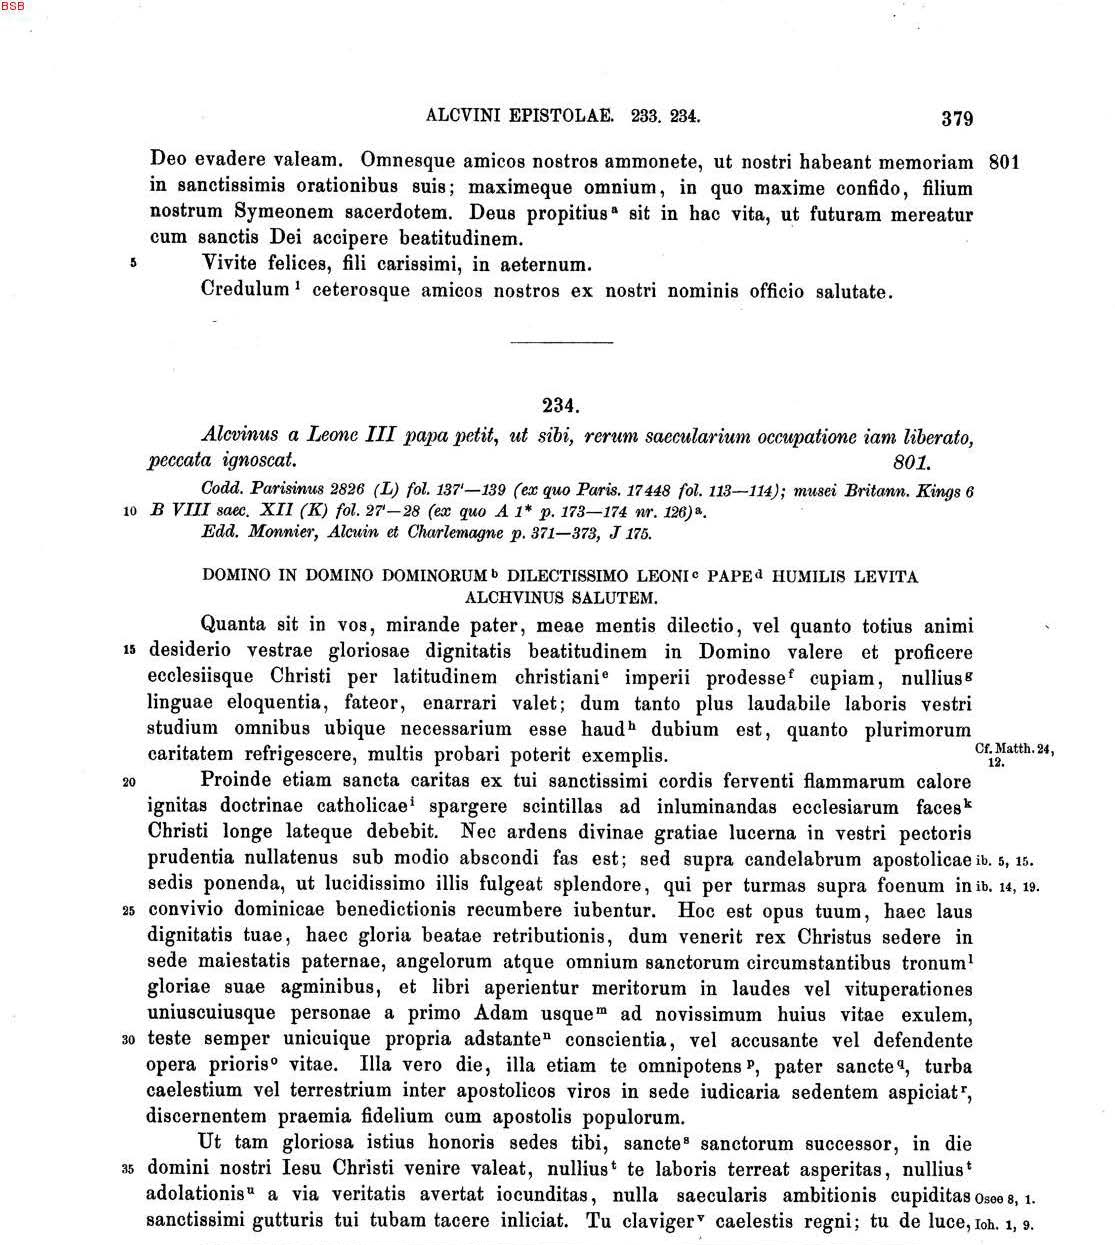 BSB
ALCVINI EPISTOLAE. 233. 234. 379
Deo evadere valeam. Omnesque amicos nostros ammonete, ut nostri habeant memoriam 801
in sanctissimis orationibus suis; maximeque omnium, in quo maxime confido, filium
nostrum Symeonem sacerdotem. Deus propitius a sit in hac vita, ut futuram mereatur
cum sanctis Dei accipere beatitudinem.
5 Vivite felices, fili carissimi, in aeternum.
Credulum 1 ceterosque amicos nostros ex nostri nominis officio salutate.
234.
Alcvinus a Leone III papa petit, ut sibi, rerum saecularium occupatione iam liberato,
peccata ignoscat. 801.
Codd. Parisinus 2826 (L) fol. 137'—139 (ex quo Paris. 17448 fol. 113—114); musei Britann. Kings 6
10 B VIII saec. XII (K) fol. 27'—28 (ex quo A 1* p. 173—174 nr. 126) a.
Edd. Monnier, Alcuin et Charlemagne p. 371—373, J 175.
DOMINO IN DOMINO DOMINORUM b DILECTISSIMO LEONI c PAPE d HUMILIS LEVITA
ALCHVINUS SALUTEM.
Quanta sit in vos, mirande pater, meae mentis dilectio, vel quanto totius animi
15 desiderio vestrae gloriosae dignitatis beatitudinem in Domino valere et proficere
ecclesiisque Christi per latitudinem christiani e imperii prodesse f cupiam, nullius g
linguae eloquentia, fateor, enarrari valet; dum tanto plus laudabile laboris vestri
studium omnibus ubique necessarium esse haud h dubium est, quanto plurimorum
caritatem refrigescere, multis probari poterit exemplis. Cf. Matth. 24,
12.
20 Proinde etiam sancta caritas ex tui sanctissimi cordis ferventi flammarum calore
ignitas doctrinae catholicae i spargere scintillas ad inluminandas ecclesiarum faces k
Christi longe lateque debebit. Nec ardens divinae gratiae lucerna in vestri pectoris
prudentia nullatenus sub modio abscondi fas est; sed supra candelabrum apostolicae ib. 5, 15.
sedis ponenda, ut lucidissimo illis fulgeat splendore, qui per turmas supra foenum in ib. 14, 19.
25 convivio dominicae benedictionis recumbere iubentur. Hoc est opus tuum, haec laus
dignitatis tuae, haec gloria beatae retributionis, dum venerit rex Christus sedere in
sede maiestatis paternae, angelorum atque omnium sanctorum circumstantibus tronum l
gloriae suae agminibus, et libri aperientur meritorum in laudes vel vituperationes
uniuscuiusque personae a primo Adam usque m ad novissimum huius vitae exulem,
30 teste semper unicuique propria adstante n conscientia, vel accusante vel defendente
opera prioris o vitae. Illa vero die, illa etiam te omnipotens p, pater sancte q, turba
caelestium vel terrestrium inter apostolicos viros in sede iudicaria sedentem aspiciat r,
discernentem praemia fidelium cum apostolis populorum.
Ut tam gloriosa istius honoris sedes tibi, sancte s sanctorum successor, in die
35 domini nostri Iesu Christi venire valeat, nullius t te laboris terreat asperitas, nullius t
adolationis u a via veritatis avertat iocunditas, nulla saecularis ambitionis cupiditas Osee 8, 1.
sanctissimi gutturis tui tubam tacere inliciat. Tu claviger v caelestis regni; tu de luce, Ioh. 1, 9.